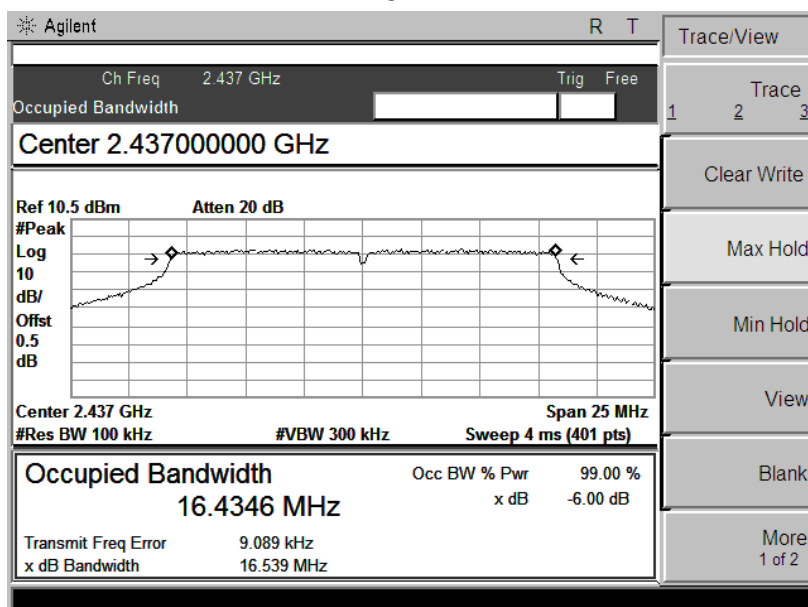 Agilent R T
Trace/View
Ch Freq 2.437 GHz Trig Free
Occupied Bandwidth
Trace
1 2 3
Center 2.437000000 GHz
Clear Write
Ref 10.5 dBm Atten 20 dB
#Peak
Log
10
dB/
Offst
0.5
dB
Max Hold
Min Hold
Center 2.437 GHz Span 25 MHz
#Res BW 100 kHz #VBW 300 kHz Sweep 4 ms (401 pts)
View
Occupied Bandwidth Occ BW % Pwr 99.00 %
16.4346 MHz x dB -6.00 dB
Blank
Transmit Freq Error 9.089 kHz
x dB Bandwidth 16.539 MHz
More
1 of 2